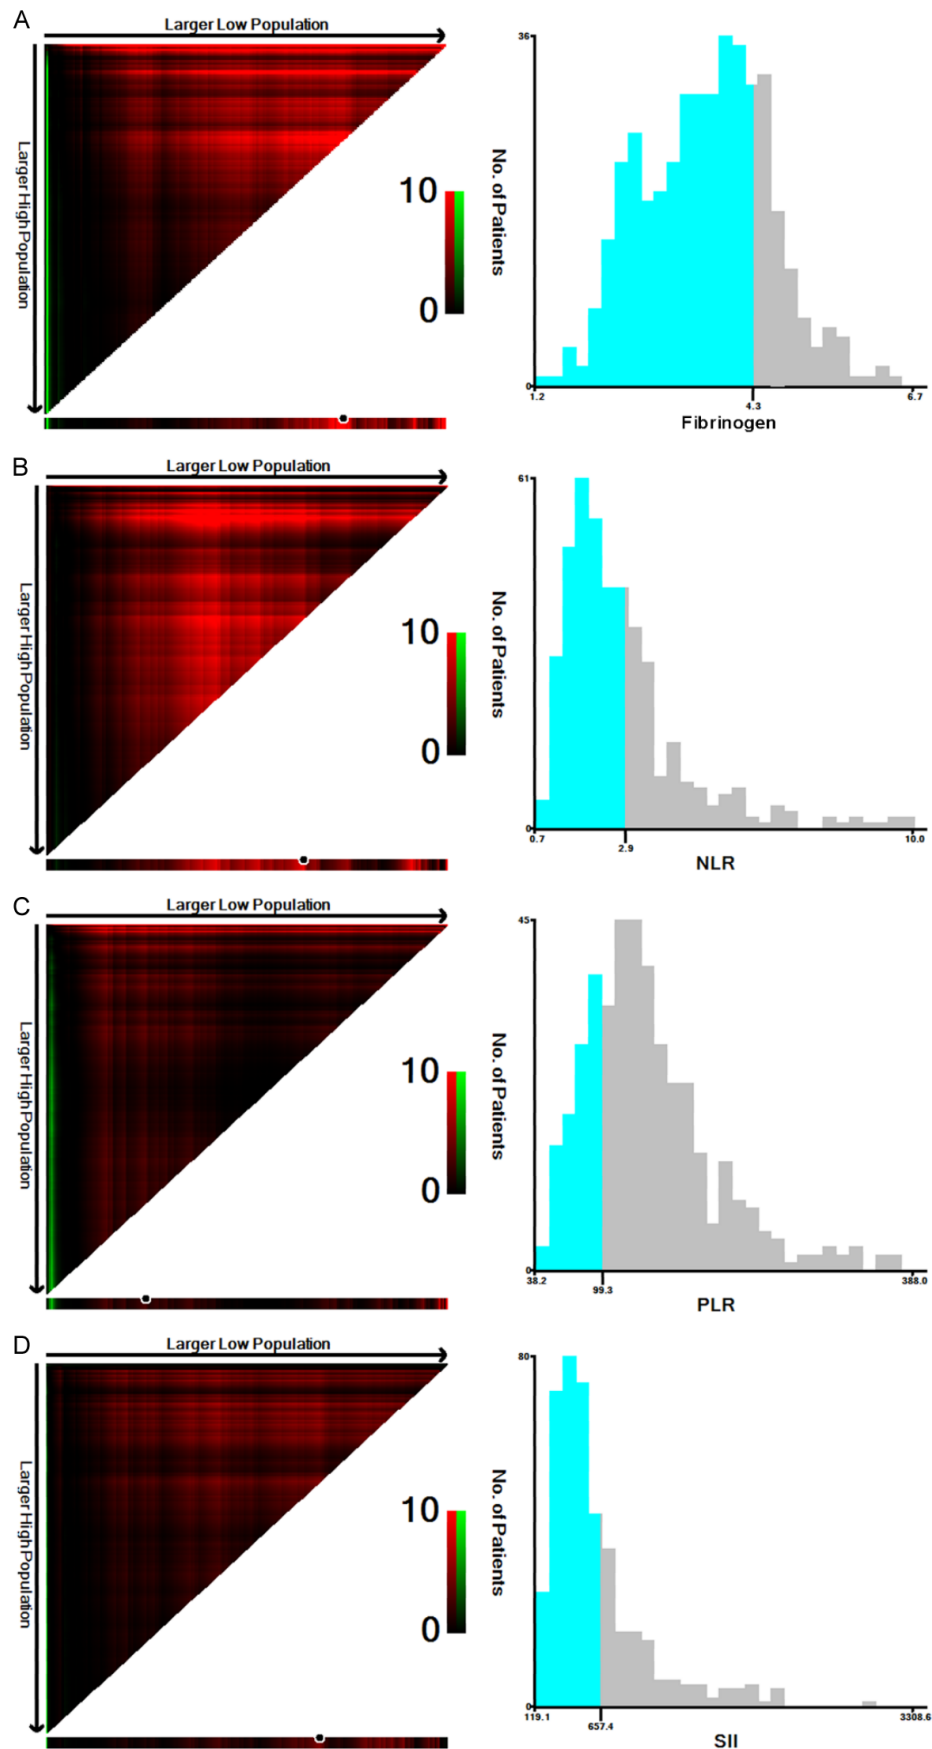 A
Larger Low Population
Larger High Population
10
0
No. of Patients
36
0
1.2
4.3
6.7
Fibrinogen
B
Larger Low Population
Larger High Population
10
0
No. of Patients
61
0
0.7
2.9
10.0
NLR
C
Larger Low Population
Larger High Population
10
0
No. of Patients
45
0
38.2
99.3
388.0
PLR
D
Larger Low Population
Larger High Population
10
0
No. of Patients
80
0
119.1
657.4
3308.6
SII